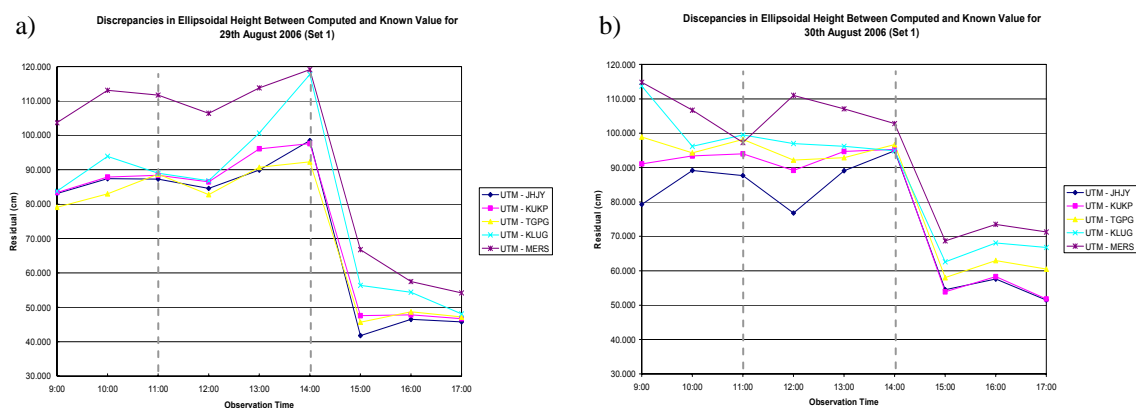 a)
Discrepancies in Ellipsoidal Height Between Computed and Known Value for
29th August 2006 (Set 1)
120.000
110.000
100.000
90.000
80.000
70.000
60.000
50.000
40.000
30.000
Residual (cm)
9:00 10:00 11:00 12:00 13:00 14:00 15:00 16:00 17:00
Observation Time
UTM - JHJY
UTM - KUKP
UTM - TGPG
UTM - KLUG
UTM - MERS
b)
Discrepancies in Ellipsoidal Height Between Computed and Known Value for
30th August 2006 (Set 1)
120.000
110.000
100.000
90.000
80.000
70.000
60.000
50.000
40.000
30.000
Residual (cm)
9:00 10:00 11:00 12:00 13:00 14:00 15:00 16:00 17:00
Observation Time
UTM - JHJY
UTM - KUKP
UTM - TGPG
UTM - KLUG
UTM - MERS